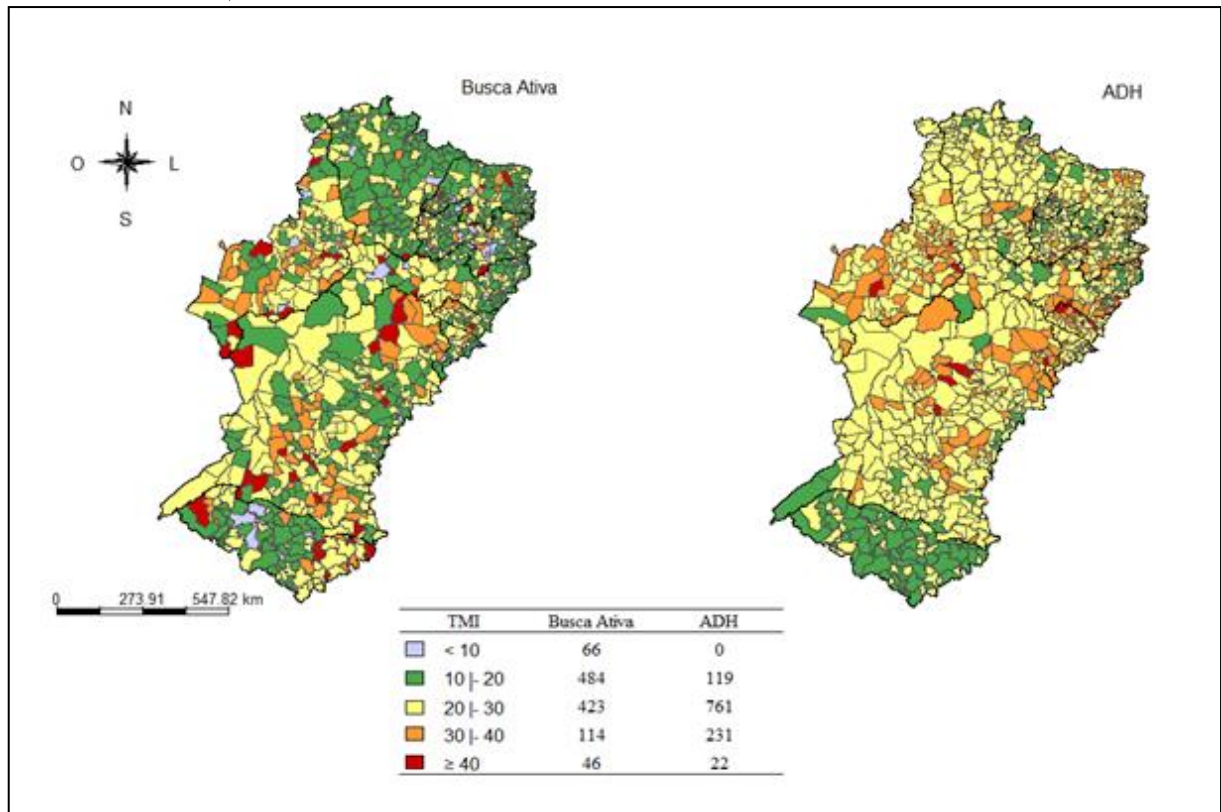 Busca Ativa
ADH
N
O L
S
0 273.91 547.82 km
TMI Busca Ativa ADH
< 10 66 0
10 |- 20 484 119
20 |- 30 423 761
30 |- 40 114 231
≥ 40 46 22